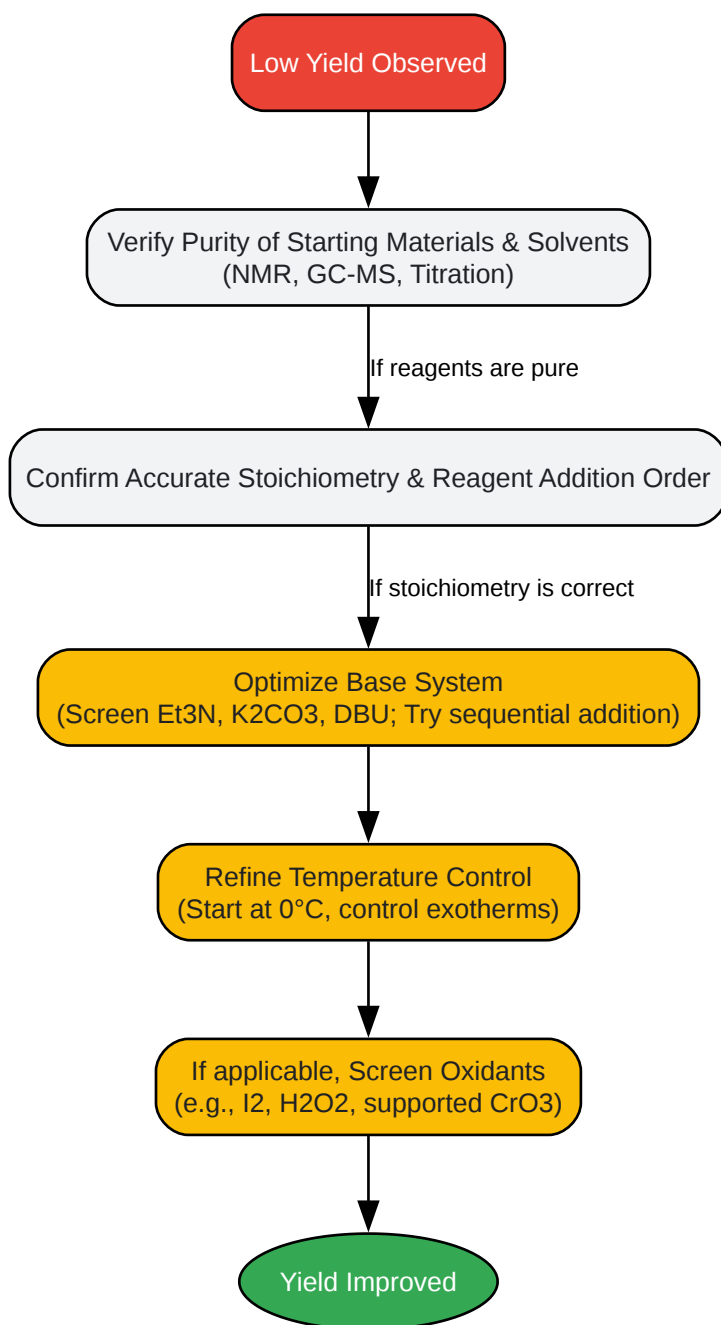 Low Yield Observed
Verify Purity of Starting Materials & Solvents
(NMR, GC-MS, Titration)
If reagents are pure
Confirm Accurate Stoichiometry & Reagent Addition Order
If stoichiometry is correct
Optimize Base System
(Screen Et3N, K2CO3, DBU; Try sequential addition)
Refine Temperature Control
(Start at 0°C, control exotherms)
If applicable, Screen Oxidants
(e.g., I2, H2O2, supported CrO3)
Yield Improved